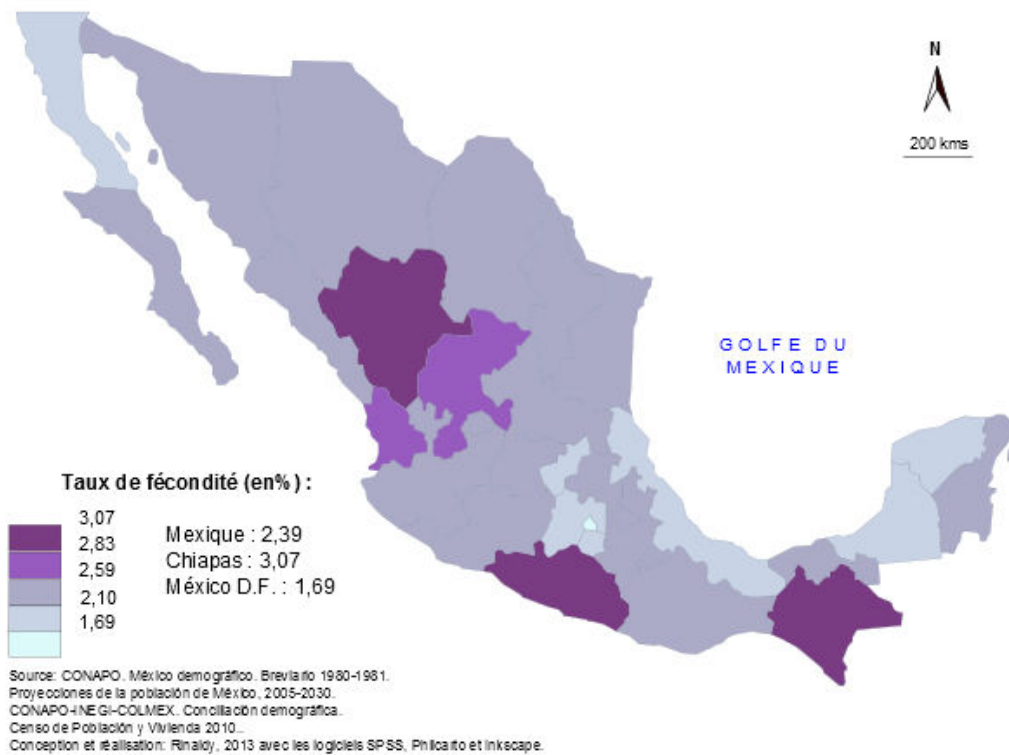 N
200 kms
GOLFE DU
MEXIQUE
Taux de fécondité (en%) :
3,07
2,83
2,59
2,10
1,69
Mexique : 2,39
Chiapas : 3,07
México D.F. : 1,69
Source: CONAPO. México demográfico. Breviario 1980-1981.
Proyecciones de la población de México, 2005-2030.
CONAPO-INEGI-COLMEX. Conciliación demográfica.
Censo de Población y Vivienda 2010.
Conception et réalisation: Rinaldy, 2013 avec les logiciels SPSS, Philcarto et Inkscape.